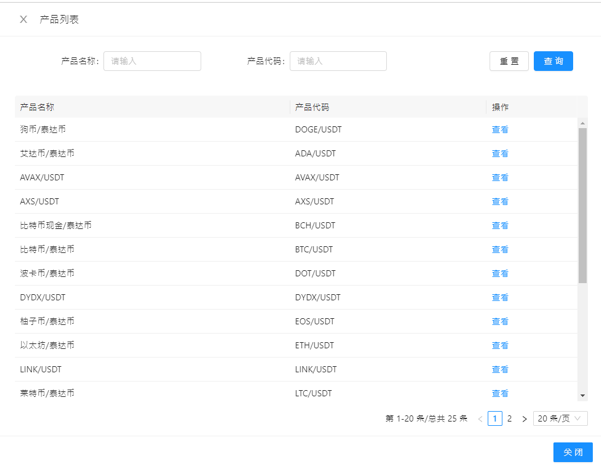 产品列表
产品名称: 请输入 产品代码: 请输入 重置 查询
产品名称 产品代码 操作
狗币/泰达币 DOGE/USDT 查看
艾达币/泰达币 ADA/USDT 查看
AVAX/USDT AVAX/USDT 查看
AXS/USDT AXS/USDT 查看
比特币现金/泰达币 BCH/USDT 查看
比特币/泰达币 BTC/USDT 查看
波卡币/泰达币 DOT/USDT 查看
DYDX/USDT DYDX/USDT 查看
柚子币/泰达币 EOS/USDT 查看
以太坊/泰达币 ETH/USDT 查看
LINK/USDT LINK/USDT 查看
莱特币/泰达币 LTC/USDT 查看
第 1-20 条/总共 25 条 < 1 2 > 20 条/页
关闭